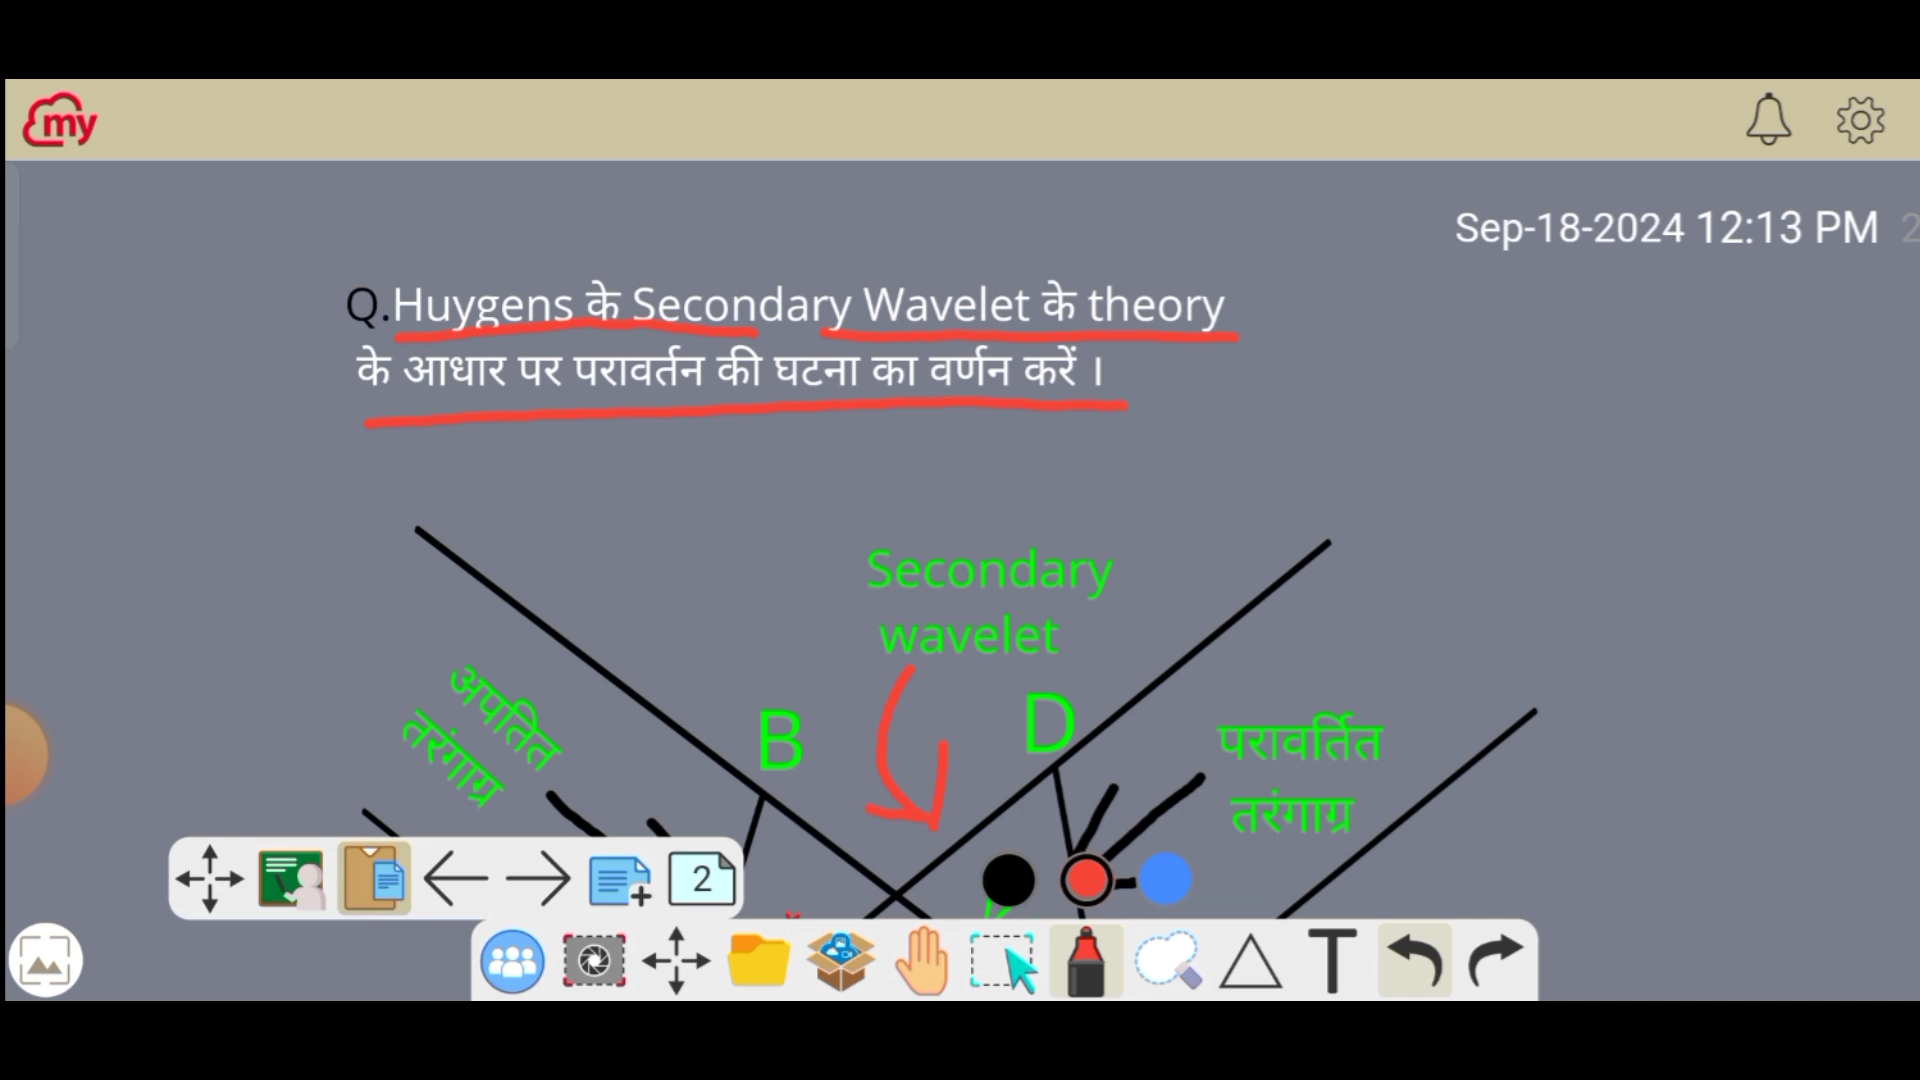 my
Sep-18-2024 12:13 PM
Q.Huygens के Secondary Wavelet के theory
के आधार पर परावर्तन की घटना का वर्णन करें ।
Secondary
wavelet
अपतित
तरंगाग्र
B
D
परावर्तित
तरंगाग्र
2
T